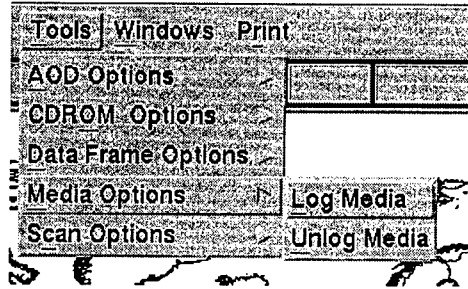 Tools Windows Print
AOD Options
CDROM Options
Data Frame Options
Media Options
Log Media
Scan Options
Unlog Media